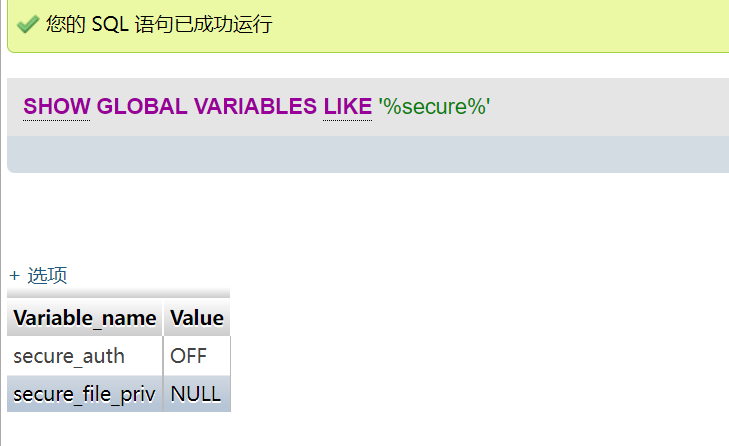 您的 SQL 语句已成功运行
SHOW GLOBAL VARIABLES LIKE '%secure%'
+ 选项
Variable_name Value
secure_auth OFF
secure_file_priv NULL